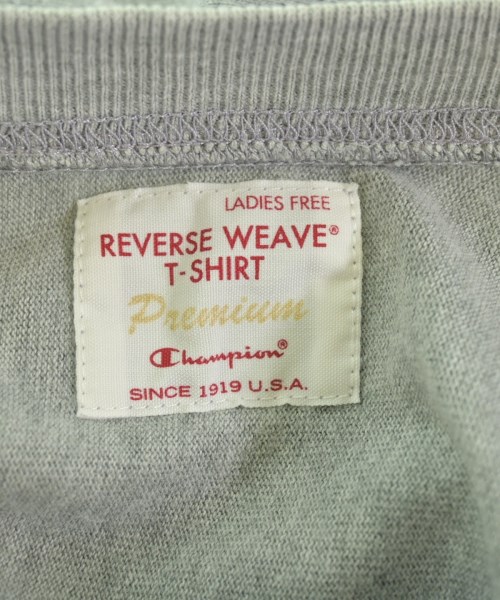 LADIES FREE
REVERSE WEAVE®
T-SHIRT
Premium
Champion®
SINCE 1919 U.S.A.